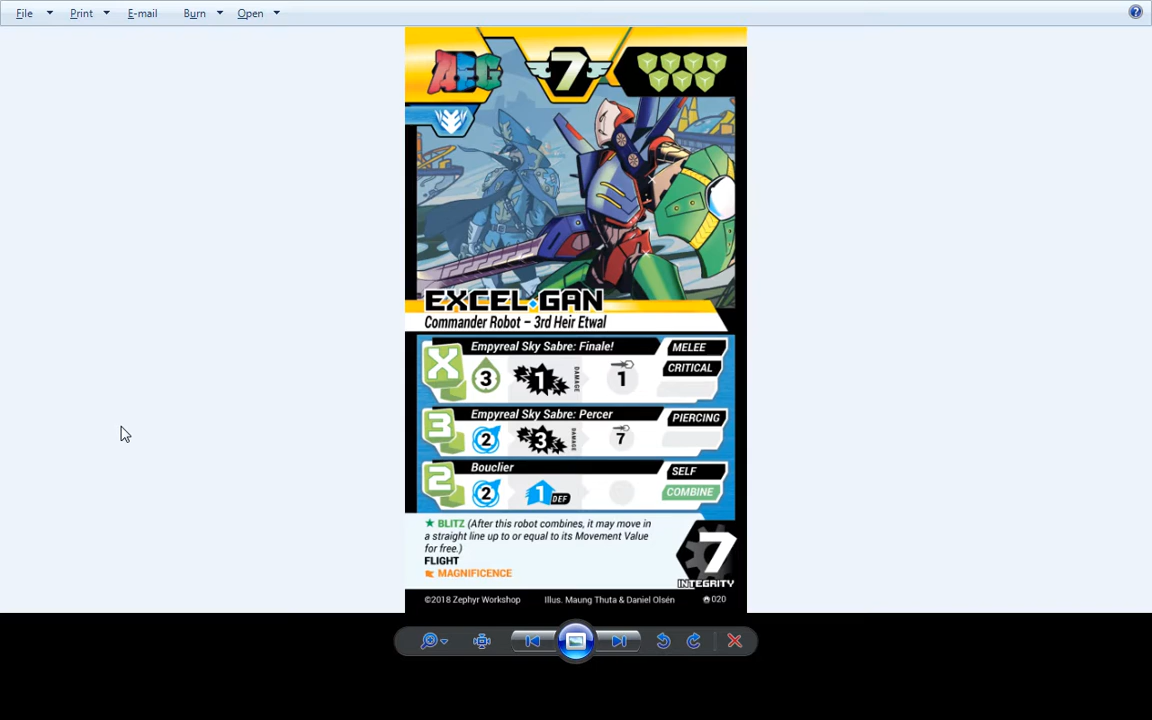 File Print E-mail Burn Open
AEG 7
EXCEL·GAN
Commander Robot – 3rd Heir Etwal
Empyreal Sky Sabre: Finale! MELEE
X 3 1 DAMAGE 1 CRITICAL
Empyreal Sky Sabre: Percer PIERCING
3 2 3 DAMAGE 7
Bouclier SELF
2 2 1 DEF COMBINE
★ BLITZ (After this robot combines, it may move in
a straight line up to or equal to its Movement Value
for free.)
FLIGHT
MAGNIFICENCE
7
INTEGRITY
©2018 Zephyr Workshop Illus. Maung Thuta & Daniel Olsén 020